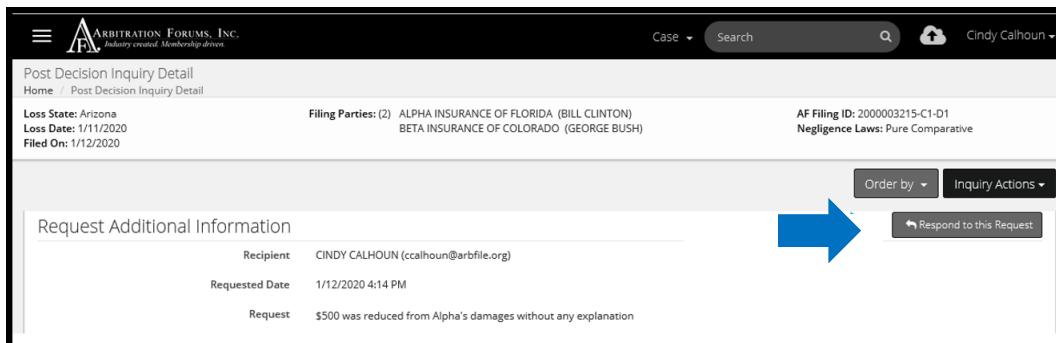 ARBITRATION FORUMS, INC.
Industry created. Membership driven.
Case
Search
Cindy Calhoun
Post Decision Inquiry Detail
Home / Post Decision Inquiry Detail
Loss State: Arizona
Filing Parties: (2) ALPHA INSURANCE OF FLORIDA (BILL CLINTON)
AF Filing ID: 2000003215-C1-D1
Loss Date: 1/11/2020
BETA INSURANCE OF COLORADO (GEORGE BUSH)
Negligence Laws: Pure Comparative
Filed On: 1/12/2020
Order by
Inquiry Actions
Request Additional Information
Respond to this Request
Recipient CINDY CALHOUN (ccalhoun@arbfile.org)
Requested Date 1/12/2020 4:14 PM
Request $500 was reduced from Alpha's damages without any explanation